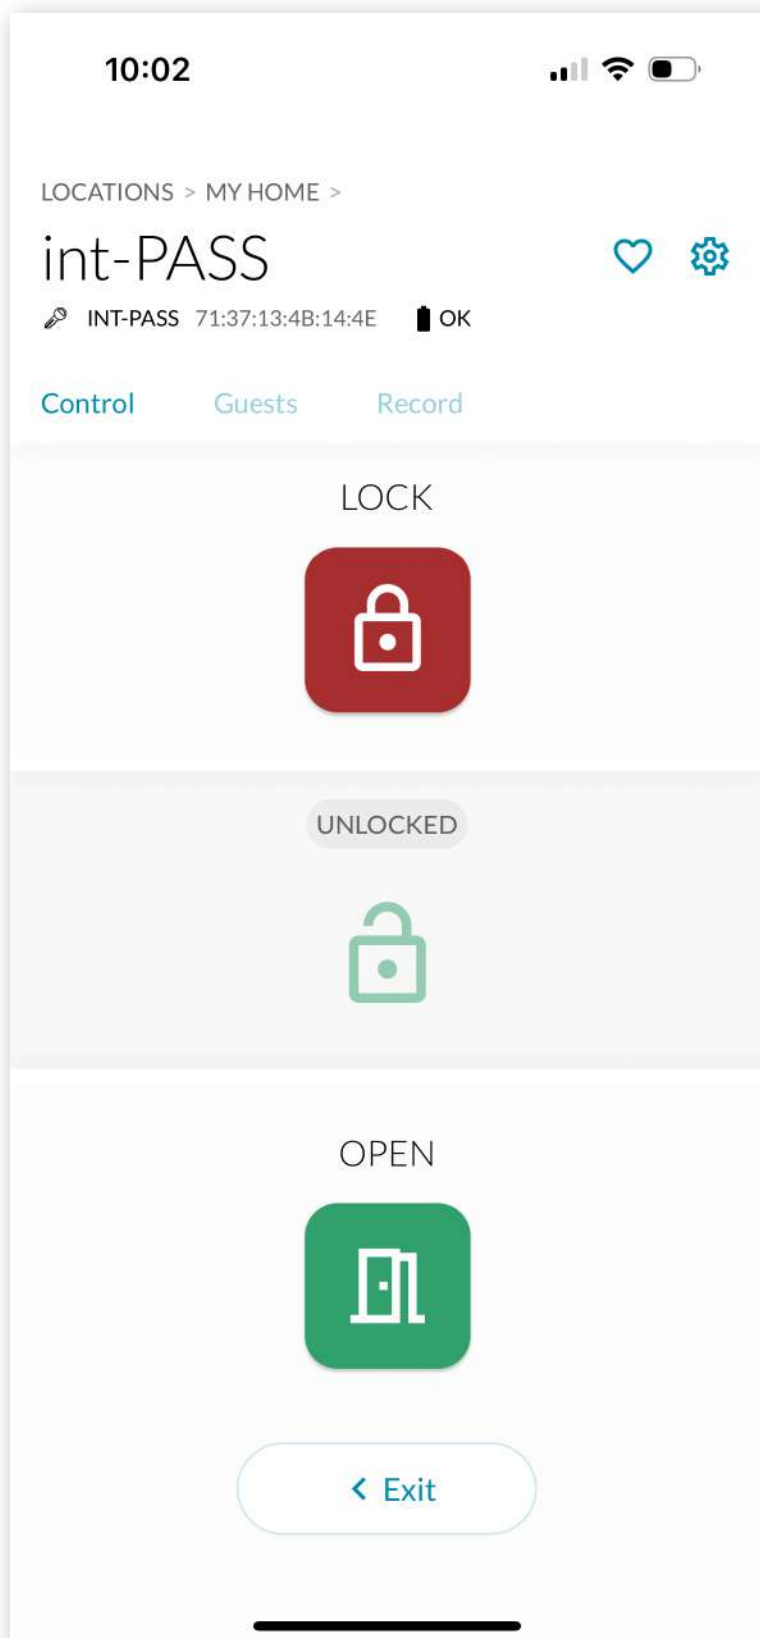 10:02
LOCATIONS > MY HOME >
int-PASS
INT-PASS 71:37:13:4B:14:4E OK
Control Guests Record
LOCK
UNLOCKED
OPEN
< Exit